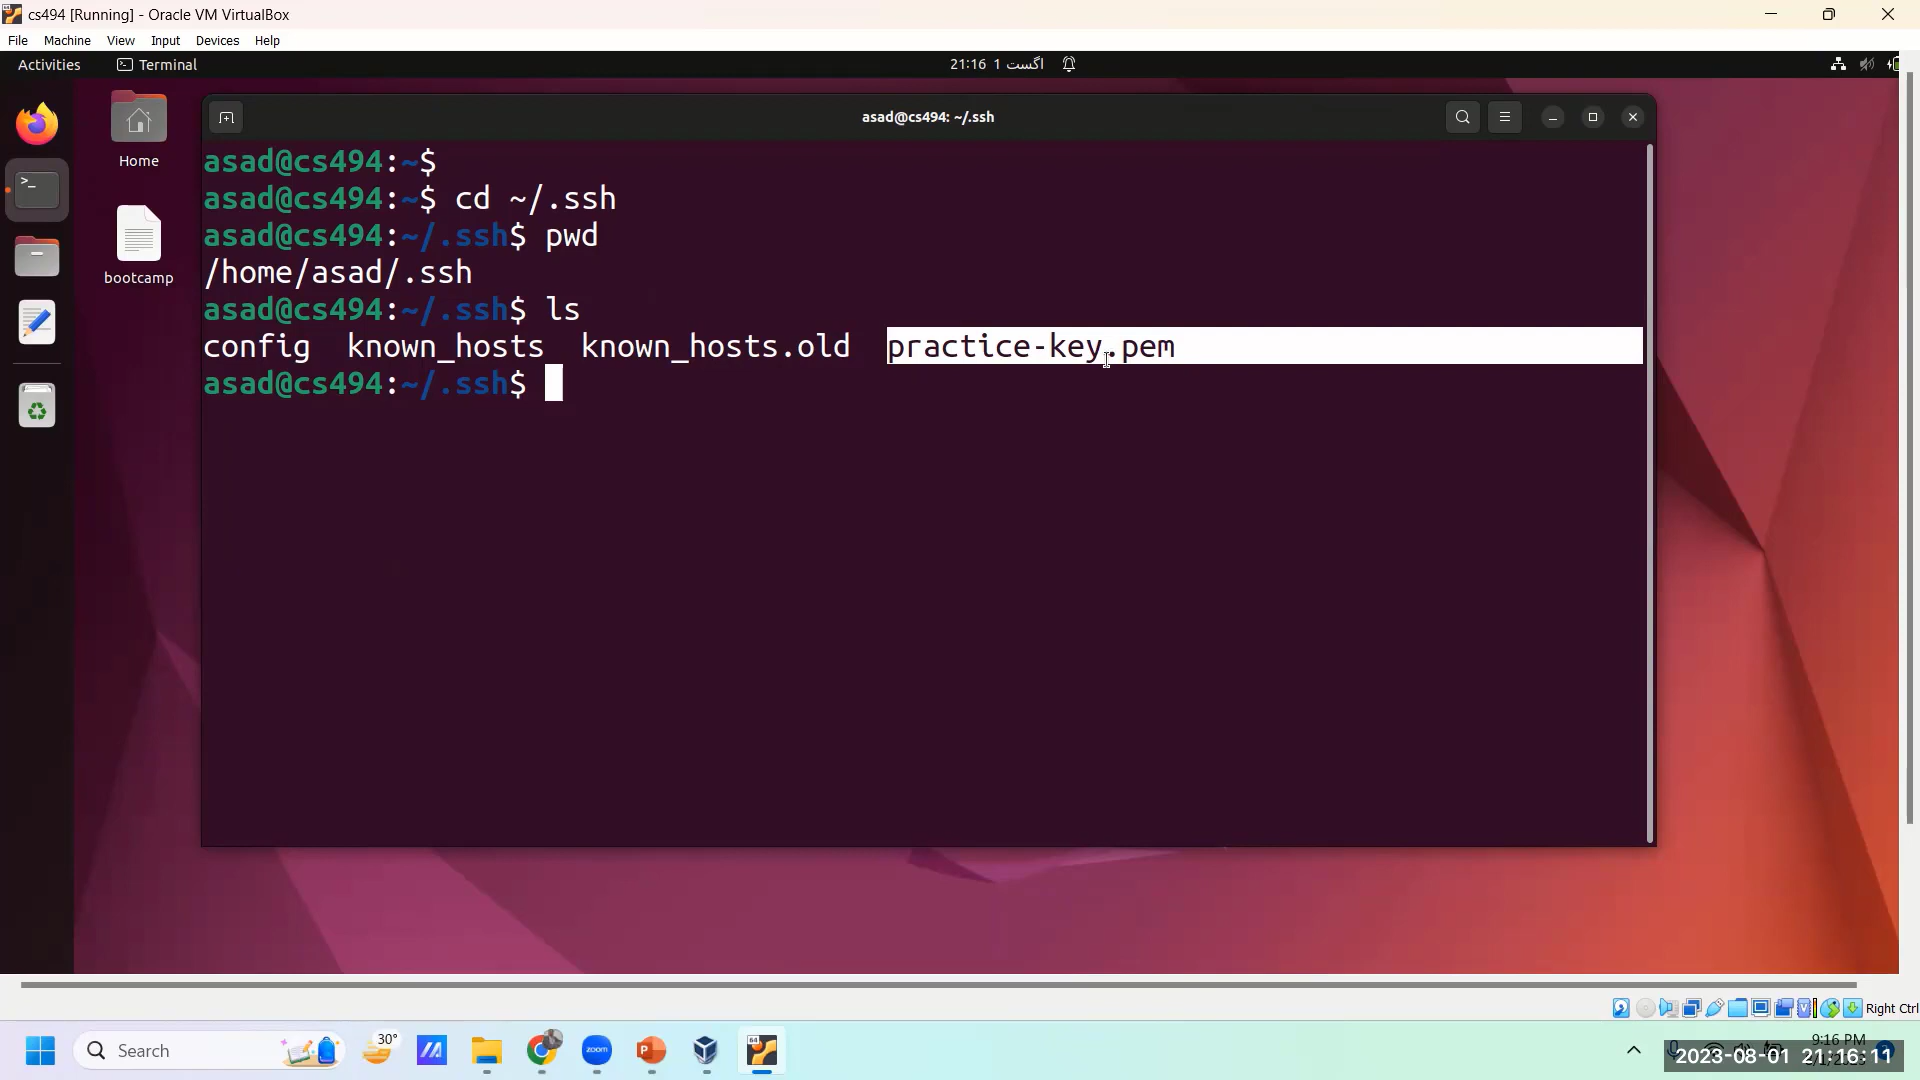 cs494 [Running] - Oracle VM VirtualBox
File Machine View Input Devices Help
Activities Terminal 21:16 1 اگست
asad@cs494: ~/.ssh
Home
bootcamp
asad@cs494:~$
asad@cs494:~$ cd ~/.ssh
asad@cs494:~/.ssh$ pwd
/home/asad/.ssh
asad@cs494:~/.ssh$ ls
config known_hosts known_hosts.old practice-key.pem
asad@cs494:~/.ssh$
Right Ctrl
Search
30°
zoom
9:16 PM
2023-08-01 21:16:11